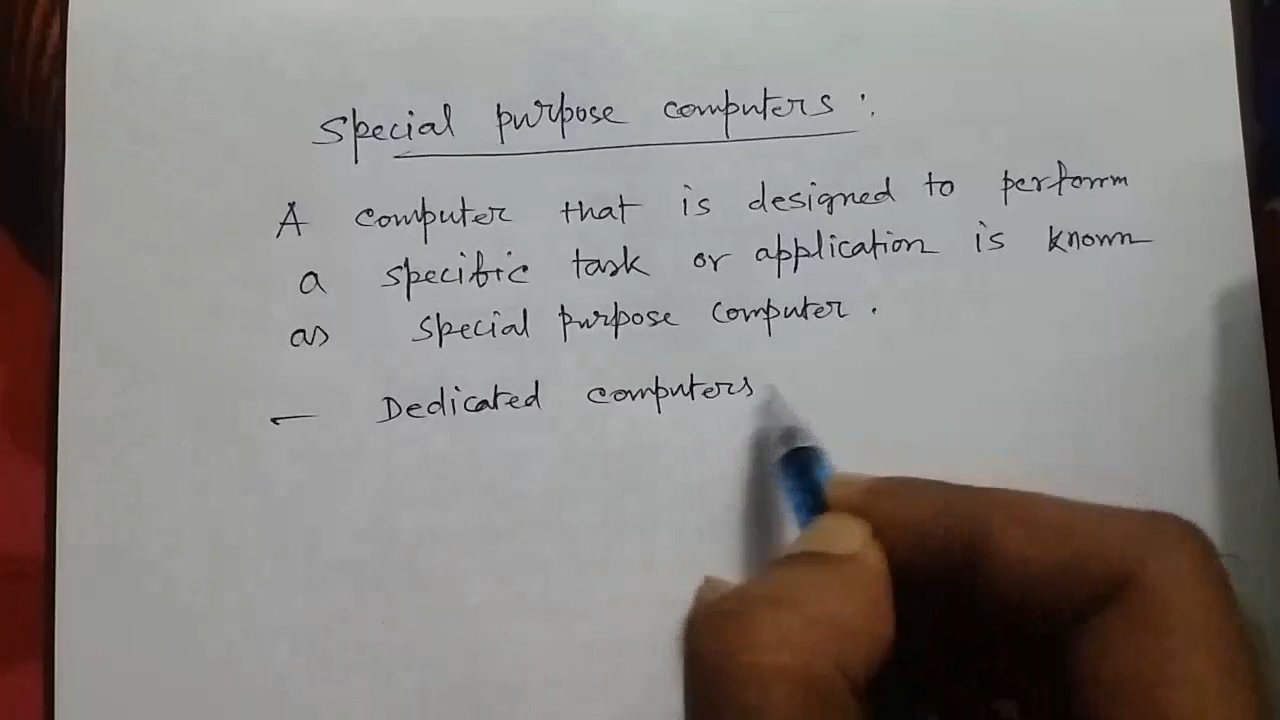 Special purpose computers :
A computer that is designed to perform
a specific task or application is known
as special purpose computer.
- Dedicated computers